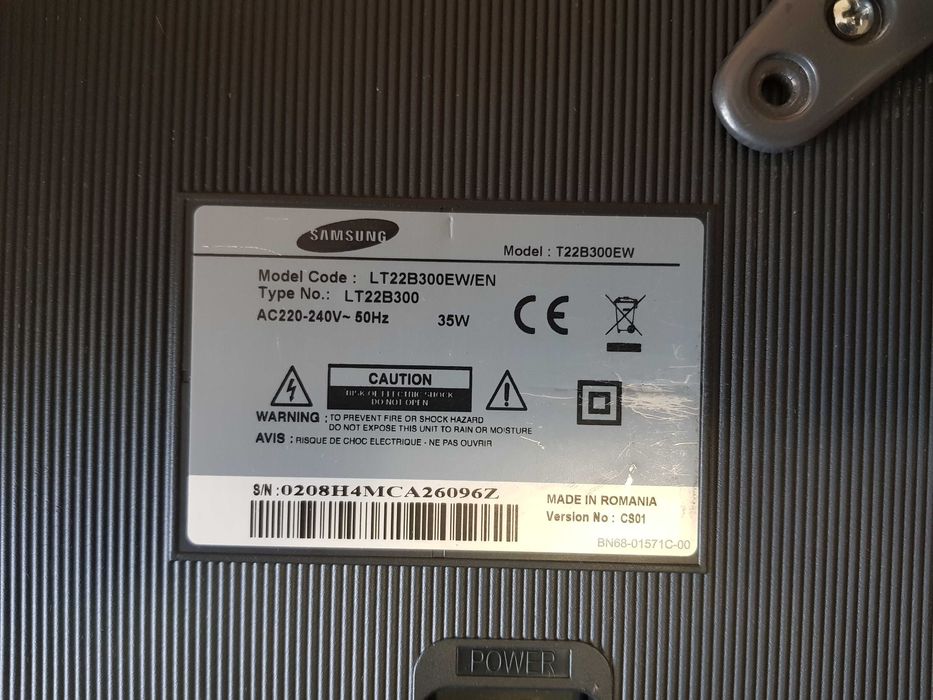 SAMSUNG
Model : T22B300EW
Model Code : LT22B300EW/EN
Type No.: LT22B300
AC220-240V~ 50Hz 35W
CE
CAUTION
RISK OF ELECTRIC SHOCK
DO NOT OPEN
WARNING : TO PREVENT FIRE OR SHOCK HAZARD
DO NOT EXPOSE THIS UNIT TO RAIN OR MOISTURE
AVIS : RISQUE DE CHOC ELECTRIQUE - NE PAS OUVRIR
S/N :0208H4MCA26096Z
MADE IN ROMANIA
Version No : CS01
BN68-01571C-00
POWER